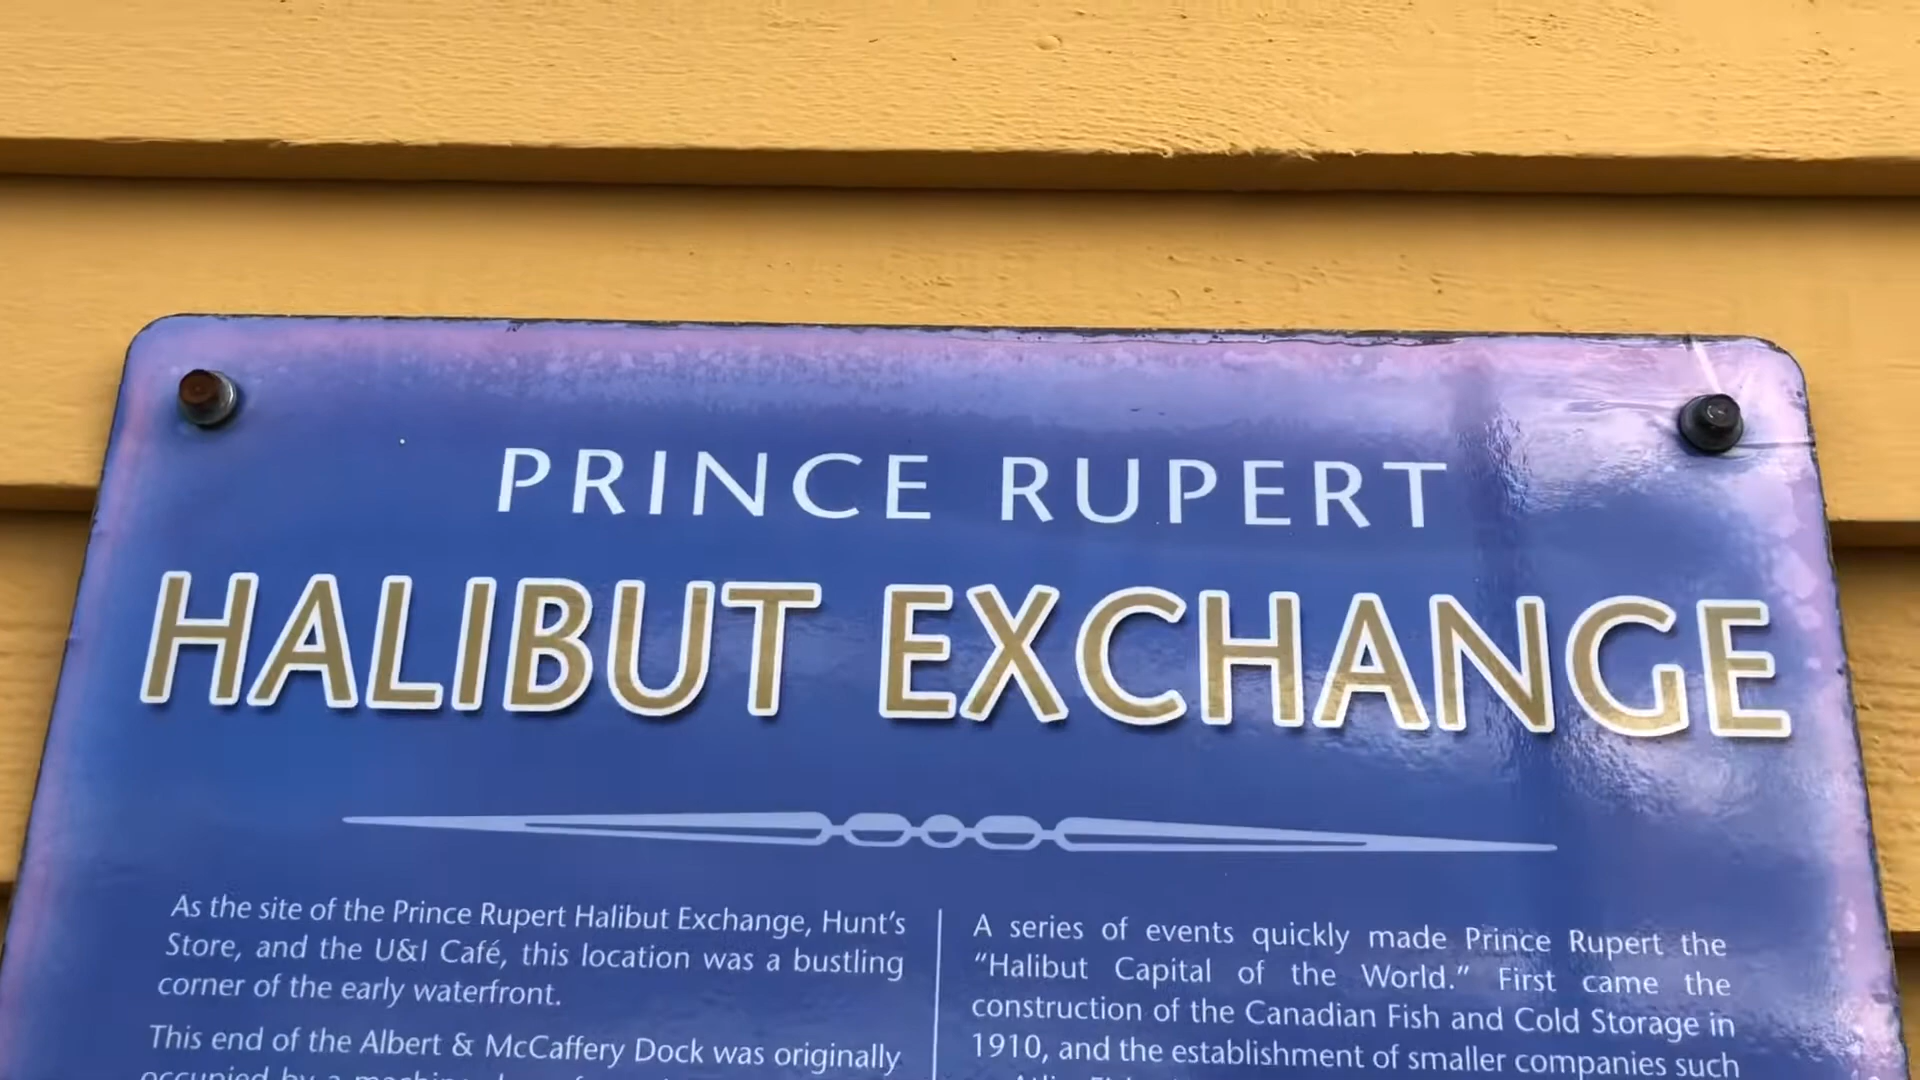 PRINCE RUPERT
HALIBUT EXCHANGE
As the site of the Prince Rupert Halibut Exchange, Hunt's
Store, and the U&I Café, this location was a bustling
corner of the early waterfront.
This end of the Albert & McCaffery Dock was originally
occupied by a
A series of events quickly made Prince Rupert the
“Halibut Capital of the World.” First came the
construction of the Canadian Fish and Cold Storage in
1910, and the establishment of smaller companies such